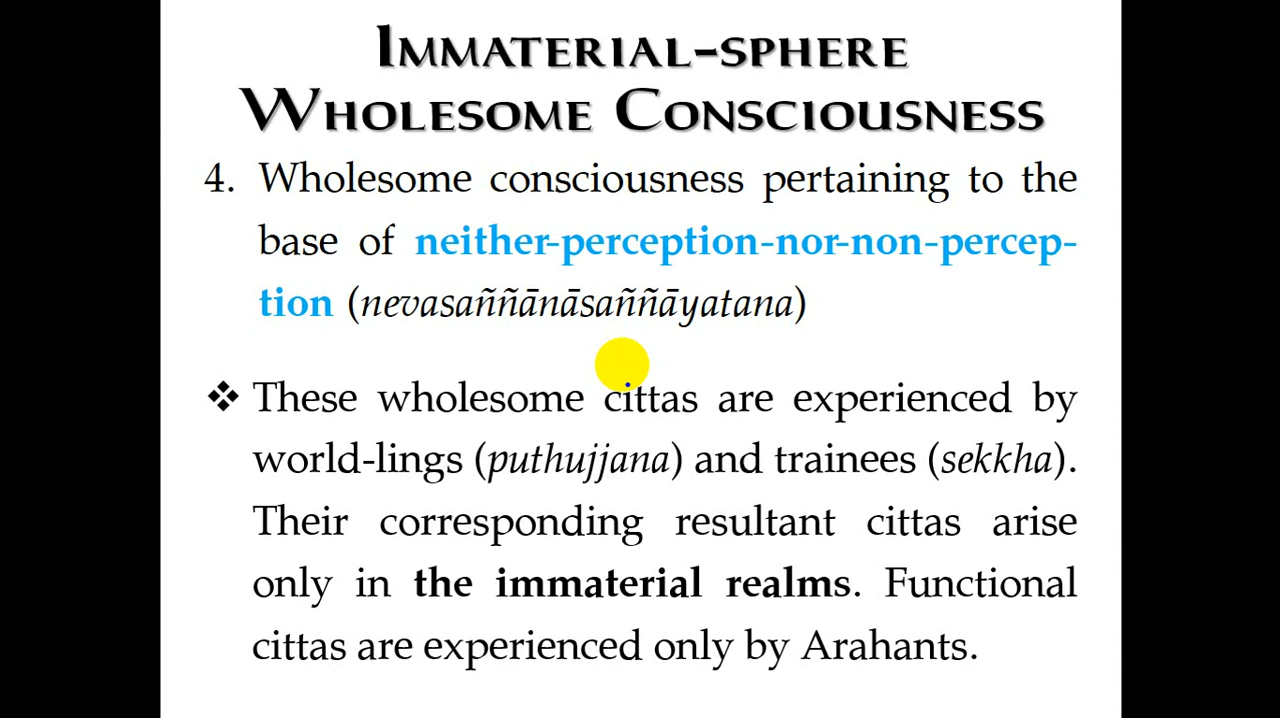 Immaterial-sphere
Wholesome Consciousness
4. Wholesome consciousness pertaining to the
base of neither-perception-nor-non-percep-
tion (nevasaññānāsaññāyatana)
❖ These wholesome cittas are experienced by
world-lings (puthujjana) and trainees (sekkha).
Their corresponding resultant cittas arise
only in the immaterial realms. Functional
cittas are experienced only by Arahants.